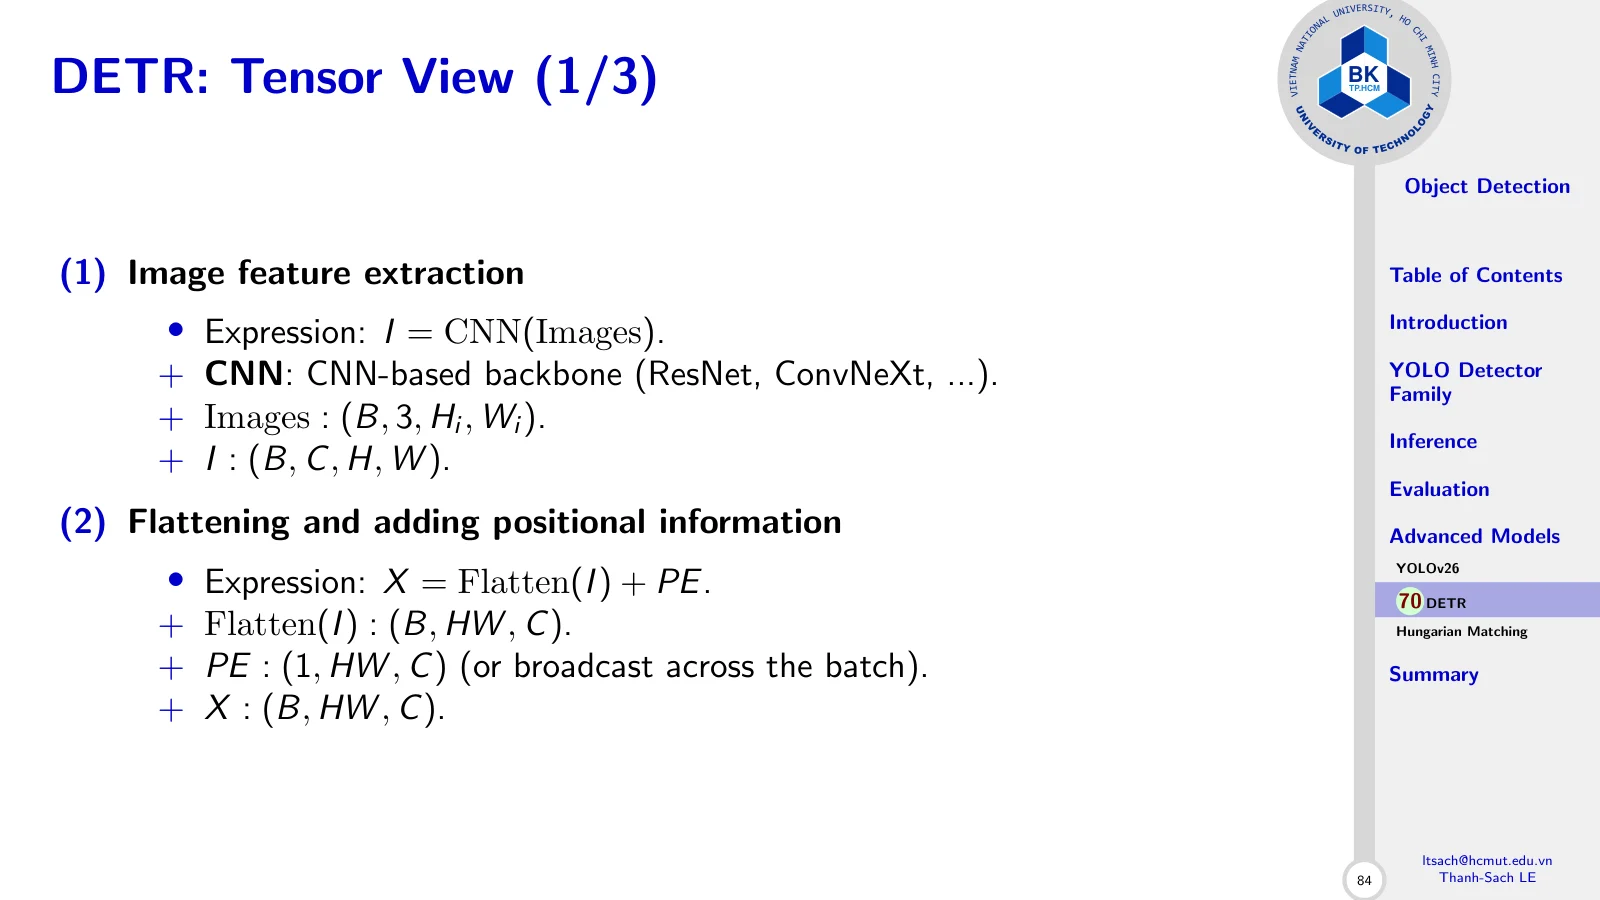 DETR: Tensor View (1/3)
(1) Image feature extraction
• Expression: I = CNN(Images).
+ CNN: CNN-based backbone (ResNet, ConvNeXt, ...).
+ Images : (B, 3, Hᵢ, Wᵢ).
+ I : (B, C, H, W).
(2) Flattening and adding positional information
• Expression: X = Flatten(I) + PE.
+ Flatten(I) : (B, HW, C).
+ PE : (1, HW, C) (or broadcast across the batch).
+ X : (B, HW, C).
VIETNAM NATIONAL UNIVERSITY, HO CHI MINH CITY
BK
TP.HCM
UNIVERSITY OF TECHNOLOGY
Object Detection
Table of Contents
Introduction
YOLO Detector
Family
Inference
Evaluation
Advanced Models
YOLOv26
70 DETR
Hungarian Matching
Summary
ltsach@hcmut.edu.vn
Thanh-Sach LE
84